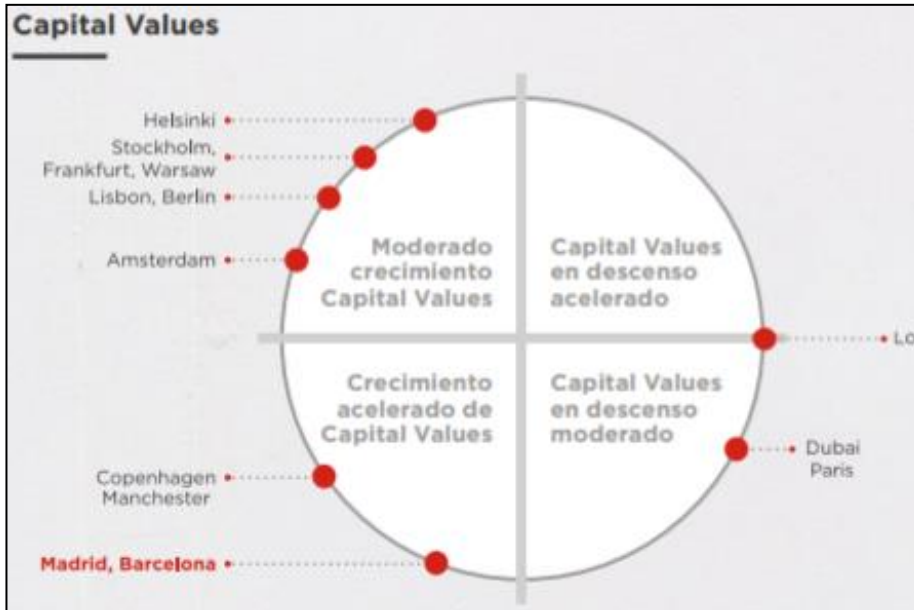 Capital Values
Helsinki
Stockholm,
Frankfurt, Warsaw
Lisbon, Berlin
Amsterdam
Moderado
crecimiento
Capital Values
Capital Values
en descenso
acelerado
Lo
Crecimiento
acelerado de
Capital Values
Capital Values
en descenso
moderado
Dubai
Paris
Copenhagen
Manchester
Madrid, Barcelona